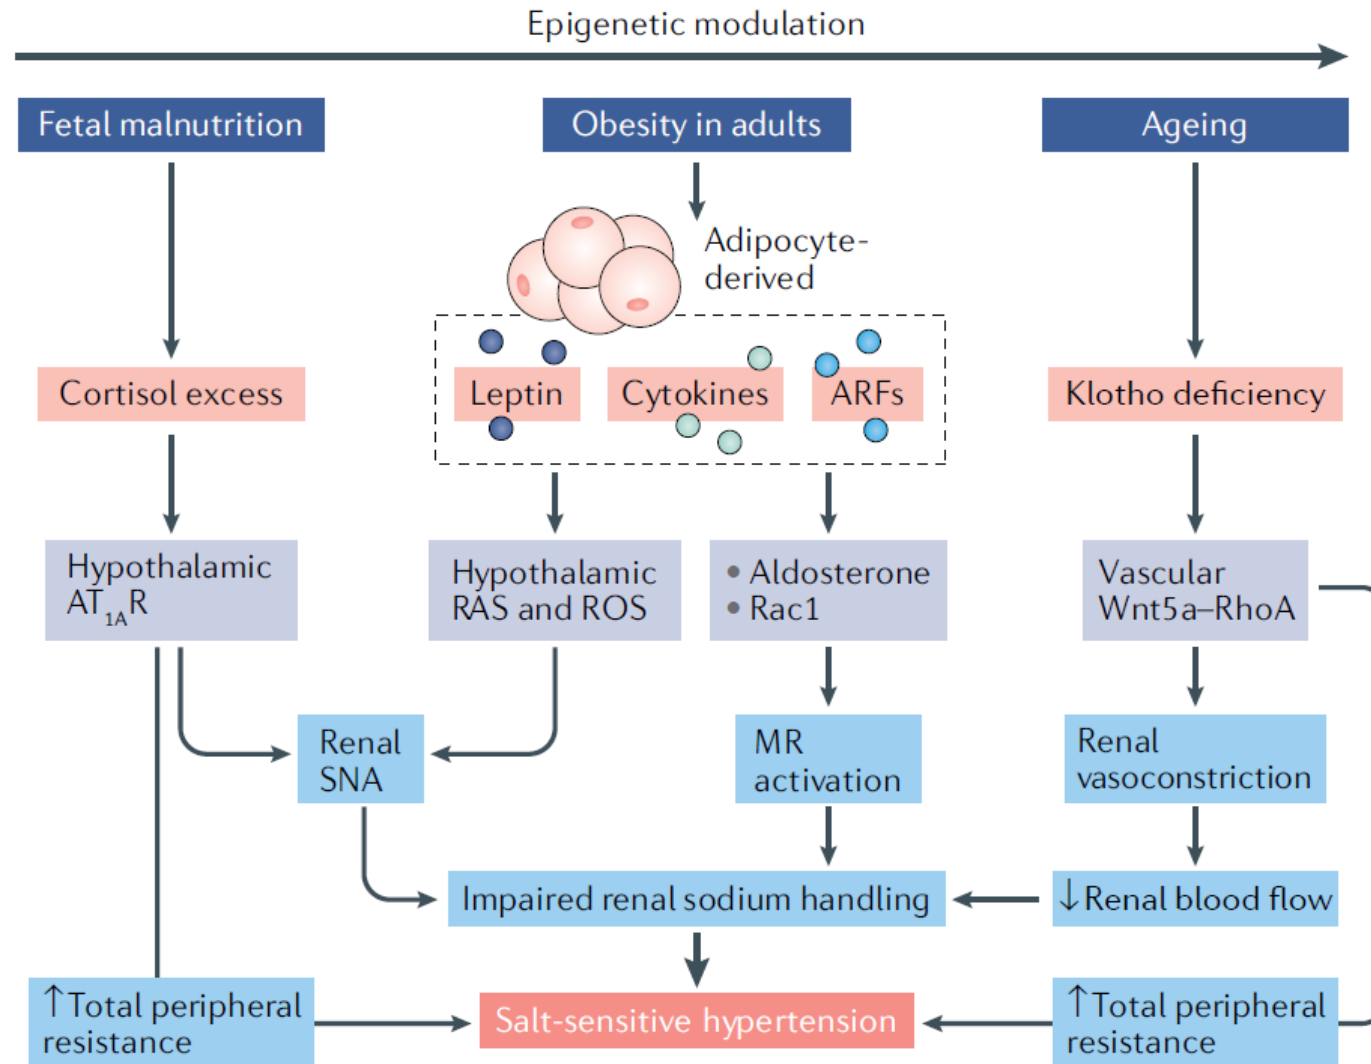 Epigenetic modulation
Fetal malnutrition
Obesity in adults
Ageing
Adipocyte-
derived
Cortisol excess
Leptin
Cytokines
ARFs
Klotho deficiency
Hypothalamic
AT₁ₐR
Hypothalamic
RAS and ROS
• Aldosterone
• Rac1
Vascular
Wnt5a–RhoA
Renal
SNA
MR
activation
Renal
vasoconstriction
Impaired renal sodium handling
↓Renal blood flow
↑Total peripheral
resistance
Salt-sensitive hypertension
↑Total peripheral
resistance